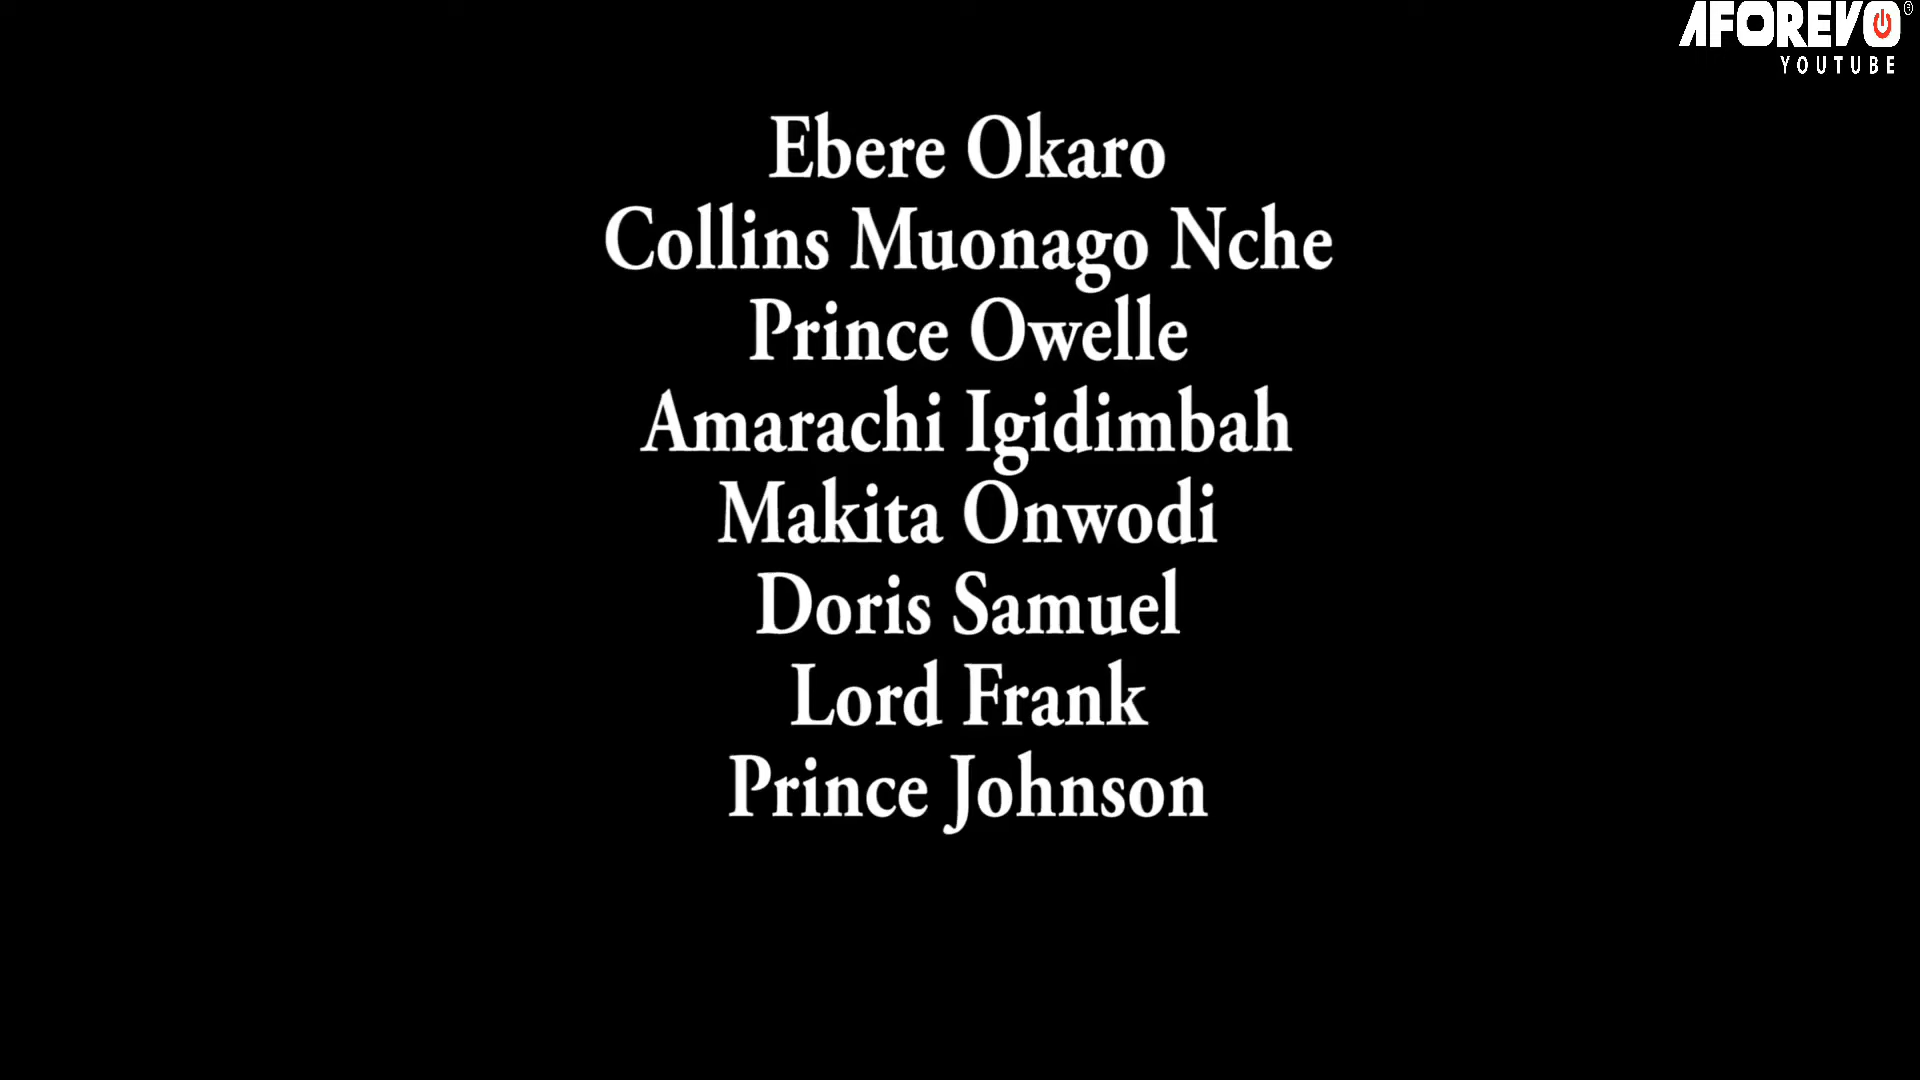 AFOREVO
YOUTUBE
Ebere Okaro
Collins Muonago Nche
Prince Owelle
Amarachi Igidimbah
Makita Onwodi
Doris Samuel
Lord Frank
Prince Johnson